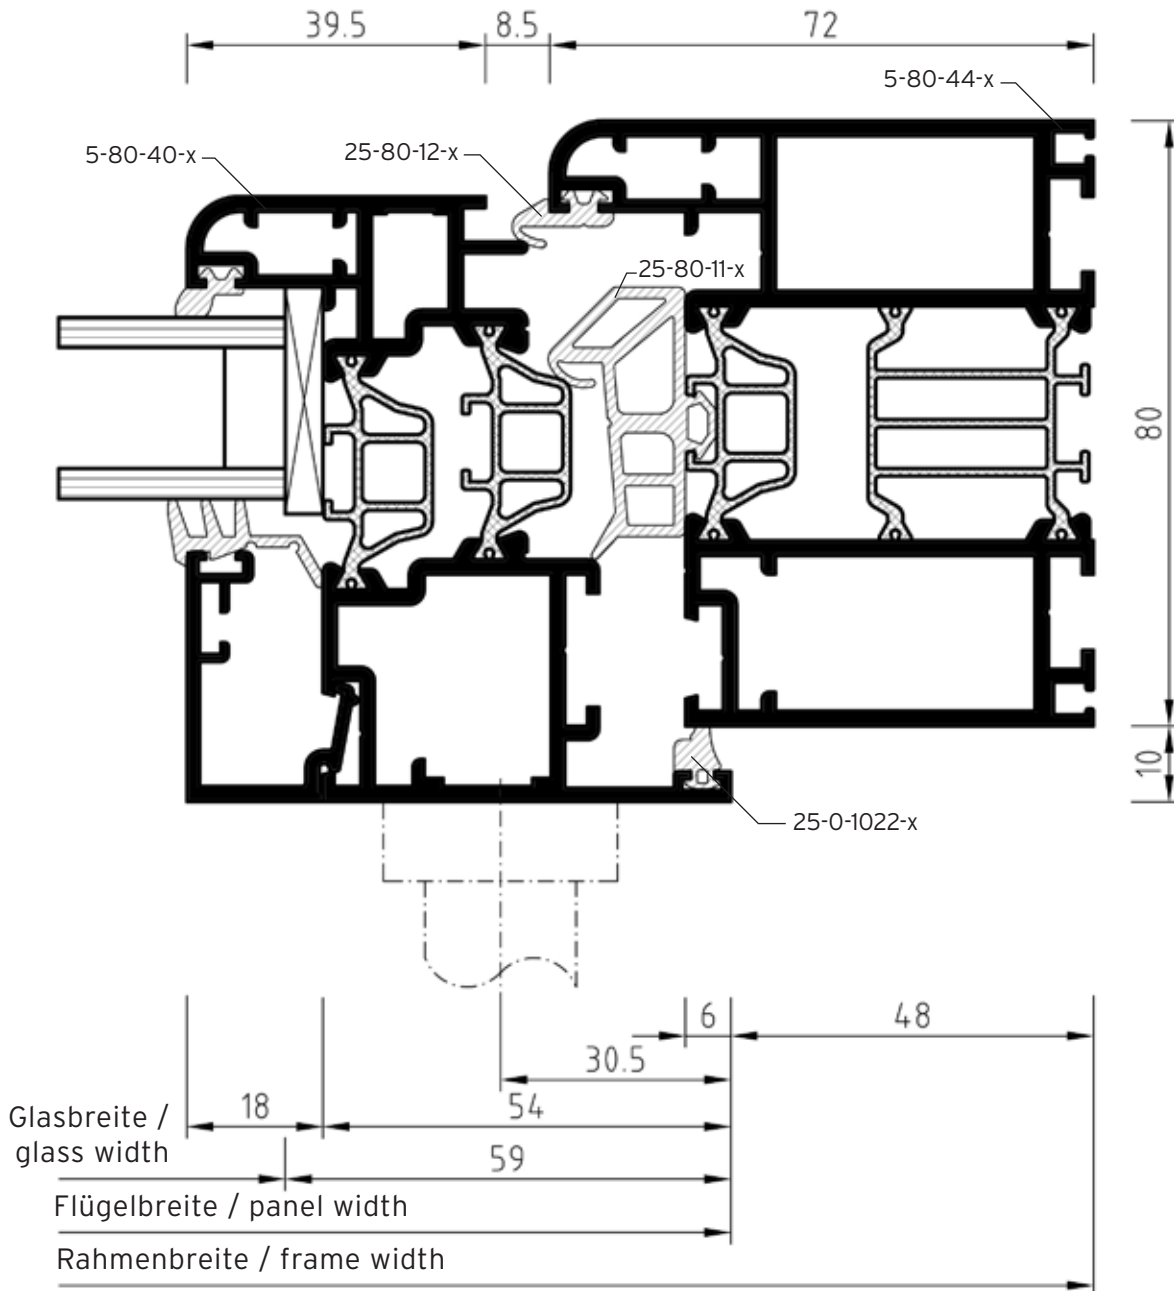 39.5
8.5
72
5-80-44-x
5-80-40-x
25-80-12-x
25-80-11-x
80
10
25-0-1022-x
6
48
30.5
Glasbreite /
glass width
18
54
59
Flügelbreite / panel width
Rahmenbreite / frame width